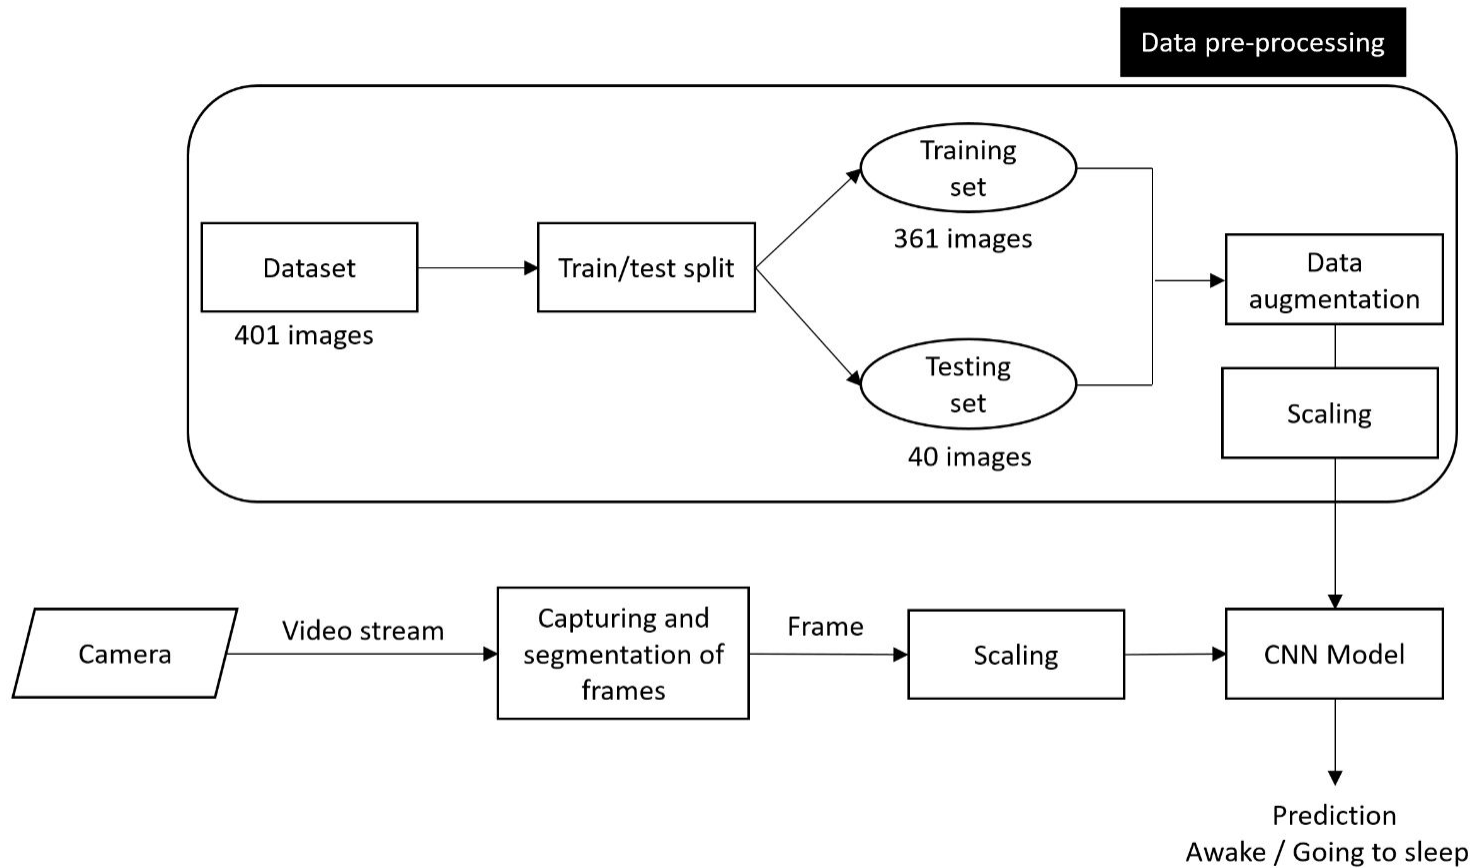 Data pre-processing
Training
set
361 images
Dataset
401 images
Train/test split
Testing
set
40 images
Data
augmentation
Scaling
Camera
Video stream
Capturing and
segmentation of
frames
Frame
Scaling
CNN Model
Prediction
Awake / Going to sleep